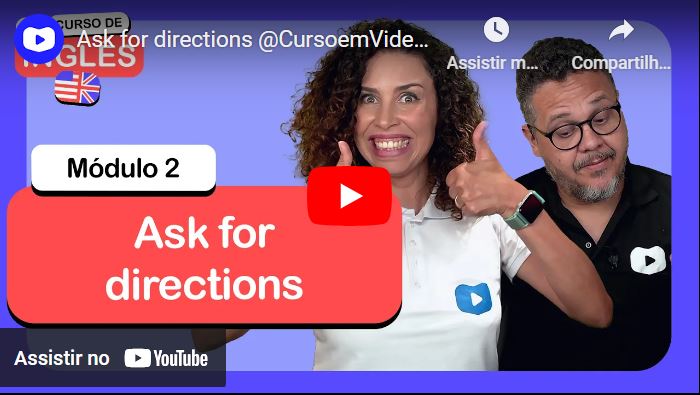 CURSO DE
INGLÊS
Ask for directions @CursoemVide...
Assistir m...
Compartilh...
Módulo 2
Ask for
directions
Assistir no YouTube